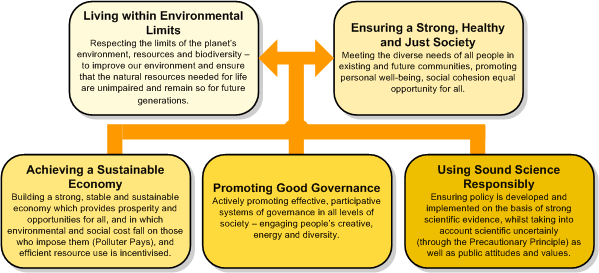 Living within Environmental
Limits
Respecting the limits of the planet's
environment, resources and biodiversity –
to improve our environment and ensure
that the natural resources needed for life
are unimpaired and remain so for future
generations.
Ensuring a Strong, Healthy
and Just Society
Meeting the diverse needs of all people in
existing and future communities, promoting
personal well-being, social cohesion equal
opportunity for all.
Achieving a Sustainable
Economy
Building a strong, stable and sustainable
economy which provides prosperity and
opportunities for all, and in which
environmental and social cost fall on those
who impose them (Polluter Pays), and
efficient resource use is incentivised.
Promoting Good Governance
Actively promoting effective, participative
systems of governance in all levels of
society – engaging people's creative,
energy and diversity.
Using Sound Science
Responsibly
Ensuring policy is developed and
implemented on the basis of strong
scientific evidence, whilst taking into
account scientific uncertainly
(through the Precautionary Principle) as
well as public attitudes and values.